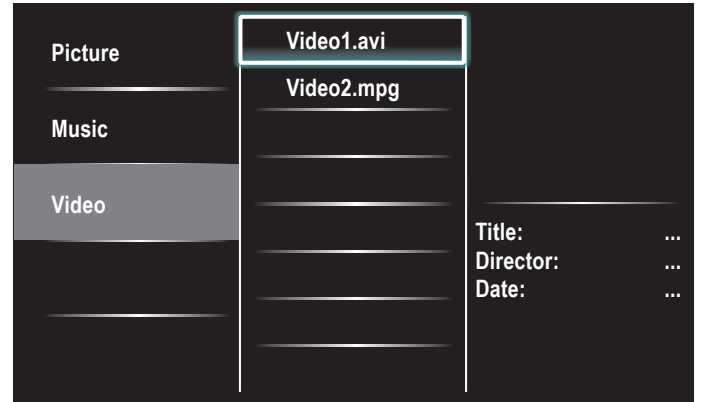 Picture
Music
Video
Video1.avi
Video2.mpg
Title: ...
Director: ...
Date: ...